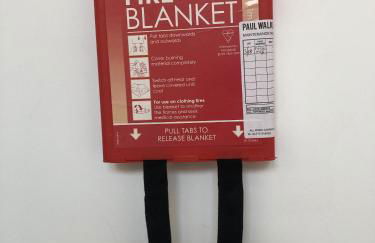 FIRE
BLANKET
Pull tabs downwards
and outwards
Cover burning
material completely
Switch off heat and
leave covered until
cool
For use on clothing fires
Use blanket to smother
the flames and seek
medical assistance
PULL TABS TO
RELEASE BLANKET
PAUL WALK
MAINTENANCE